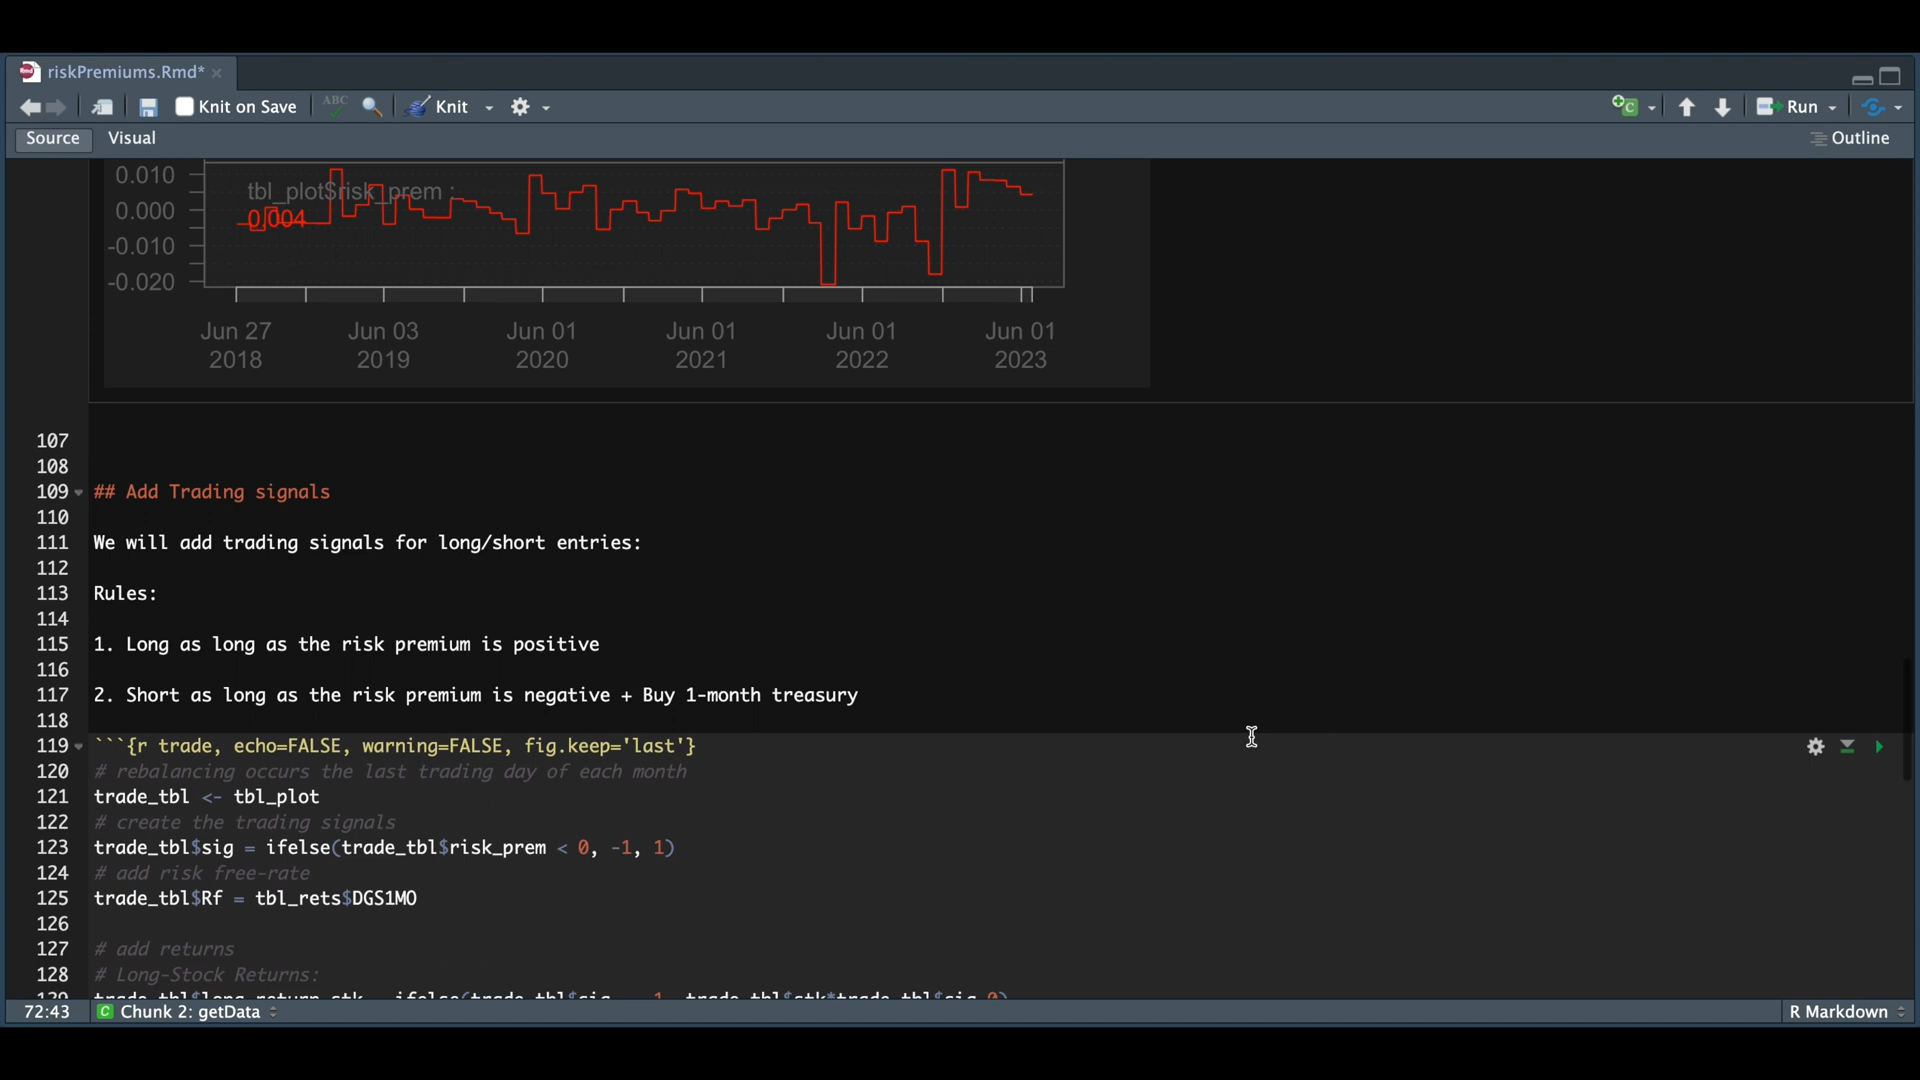 riskPremiums.Rmd*
Knit on Save
ABC
Knit
Run
Source
Visual
Outline
0.010
0.000
-0.010
-0.020
tbl_plot$risk_prem :
0.004
Jun 27 2018
Jun 03 2019
Jun 01 2020
Jun 01 2021
Jun 01 2022
Jun 01 2023
107
108
109 ## Add Trading signals
110
111 We will add trading signals for long/short entries:
112
113 Rules:
114
115 1. Long as long as the risk premium is positive
116
117 2. Short as long as the risk premium is negative + Buy 1-month treasury
118
119 ```{r trade, echo=FALSE, warning=FALSE, fig.keep='last'}
120 # rebalancing occurs the last trading day of each month
121 trade_tbl <- tbl_plot
122 # create the trading signals
123 trade_tbl$sig = ifelse(trade_tbl$risk_prem < 0, -1, 1)
124 # add risk free-rate
125 trade_tbl$Rf = tbl_rets$DGS1MO
126
127 # add returns
128 # Long-Stock Returns:
72:43
C Chunk 2: getData
R Markdown